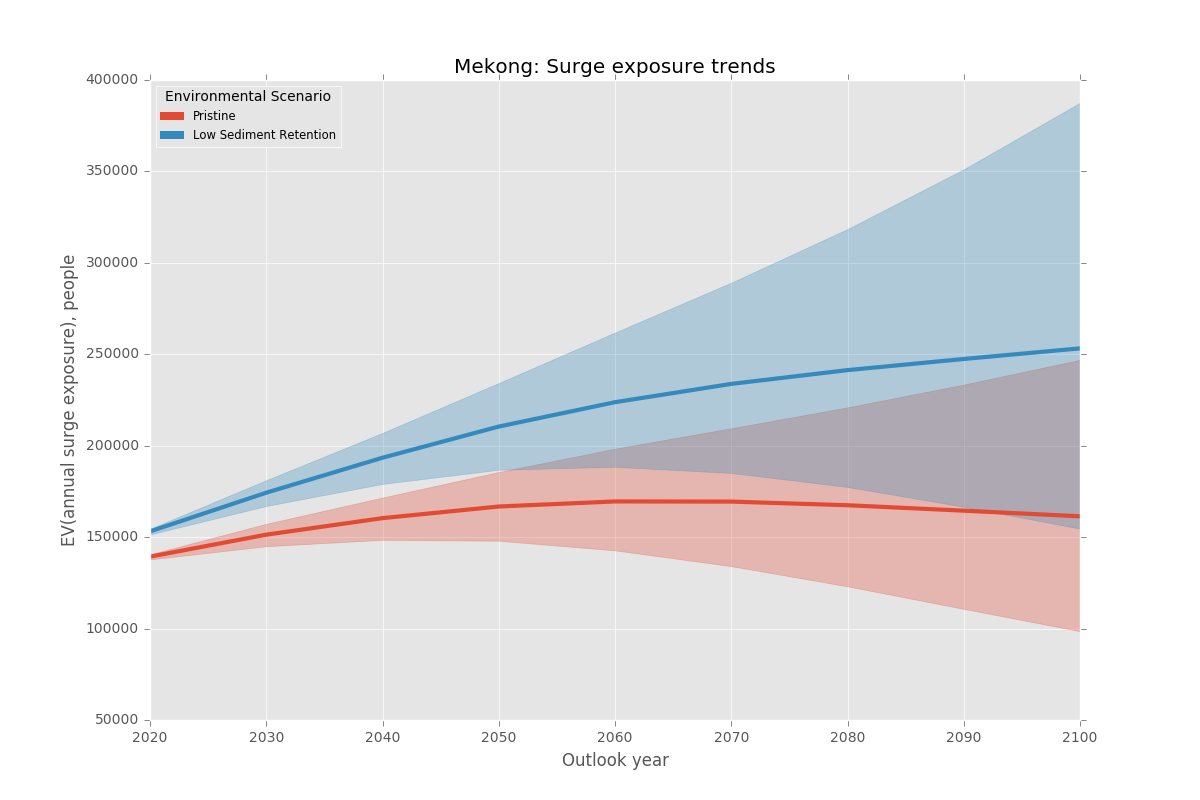 Mekong: Surge exposure trends
Environmental Scenario
Pristine
Low Sediment Retention
EV(annual surge exposure), people
400000
350000
300000
250000
200000
150000
100000
50000
2020 2030 2040 2050 2060 2070 2080 2090 2100
Outlook year